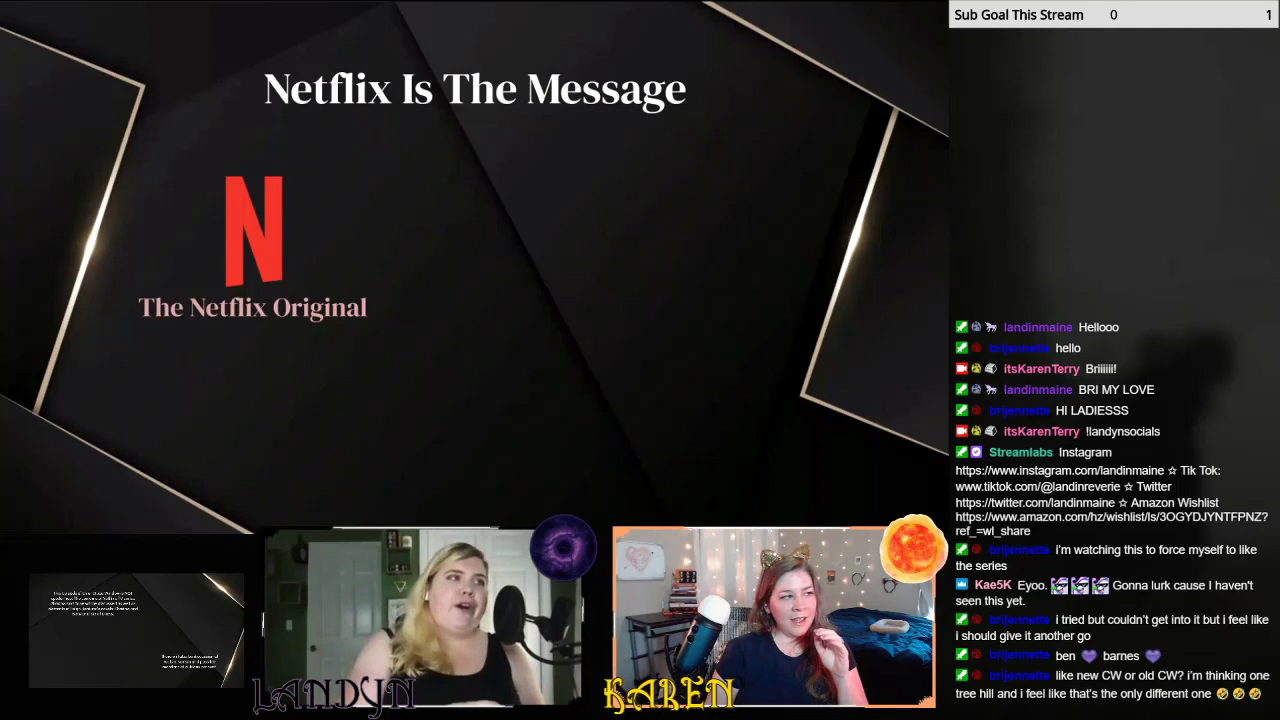 Sub Goal This Stream 0 1
Netflix Is The Message
N
The Netflix Original
landinmaine Hellooo
brijennette hello
itsKarenTerry Briiiiii!
landinmaine BRI MY LOVE
brijennette HI LADIESSS
itsKarenTerry !landynsocials
Streamlabs Instagram
https://www.instagram.com/landinmaine ☆ Tik Tok:
www.tiktok.com/@landinreverie ☆ Twitter
https://twitter.com/landinmaine ☆ Amazon Wishlist
https://www.amazon.com/hz/wishlist/ls/3OGYDJYNTFPNZ?
ref_=wl_share
brijennette i'm watching this to force myself to like
the series
Kae5K Eyoo. Gonna lurk cause I haven't
seen this yet.
brijennette i tried but couldn't get into it but i feel like
i should give it another go
brijennette ben 💜 barnes 💜
brijennette like new CW or old CW? i'm thinking one
tree hill and i feel like that's the only different one 🤣 🤣 🤣
LANDYN
KAREN